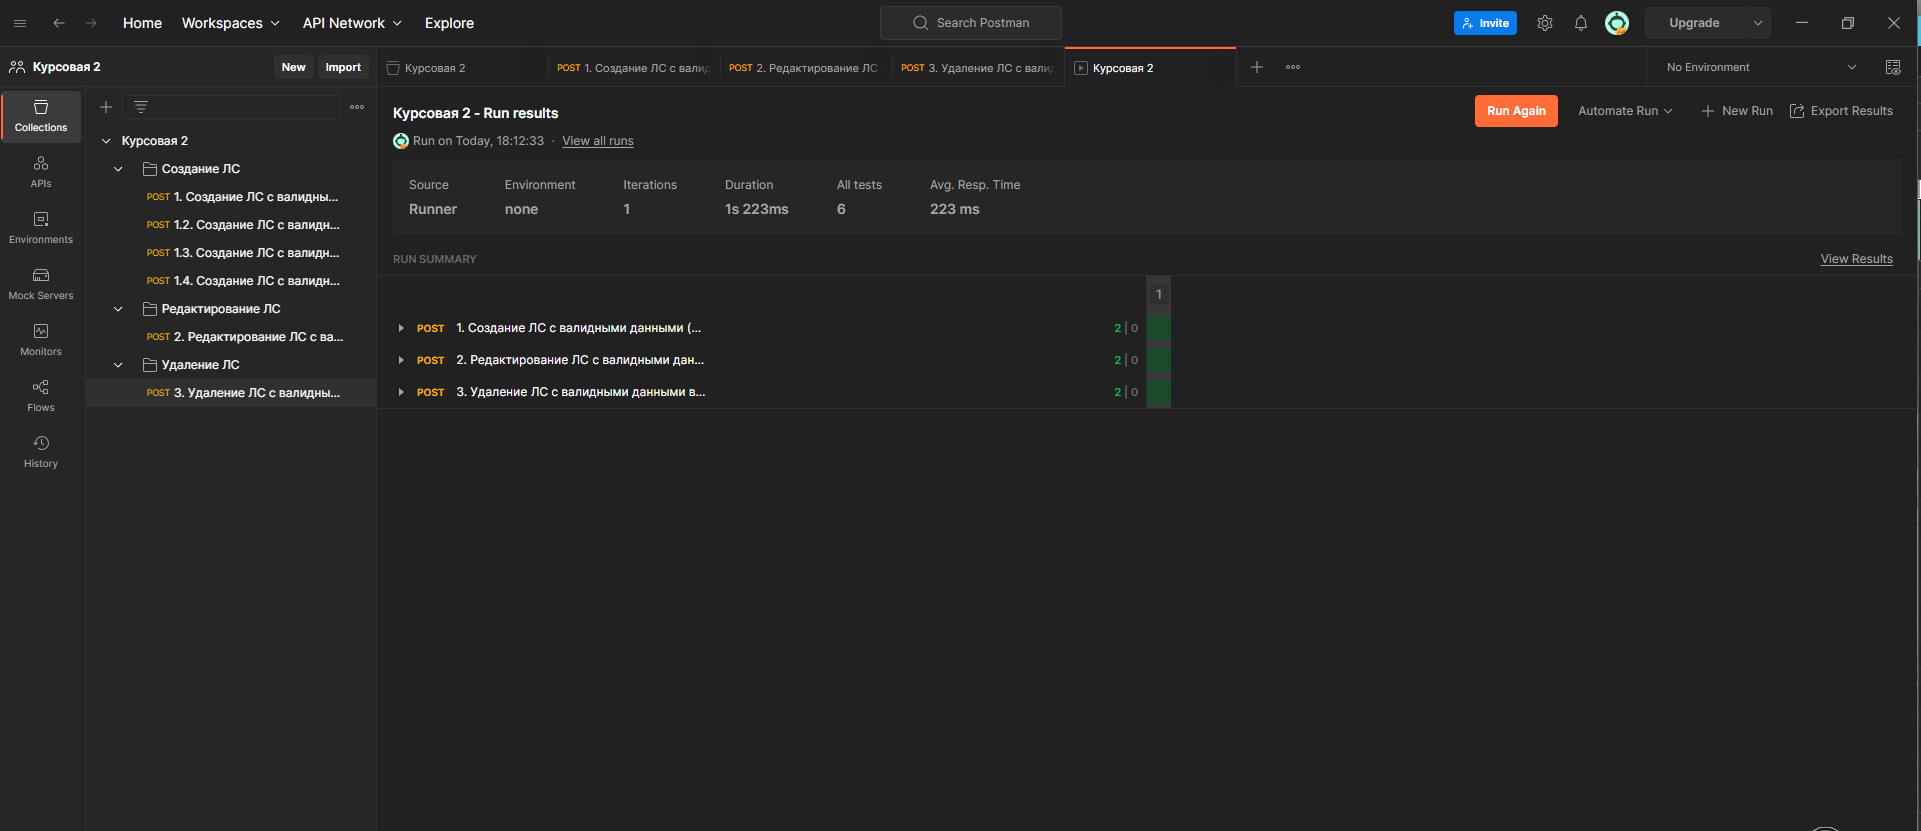 Home Workspaces API Network Explore Search Postman Invite Upgrade
Курсовая 2 New Import
Курсовая 2 POST 1. Создание ЛС с валид POST 2. Редактирование ЛС POST 3. Удаление ЛС с валид Курсовая 2 No Environment
Collections
APIs
Environments
Mock Servers
Monitors
Flows
History
Курсовая 2
Создание ЛС
POST 1. Создание ЛС с валидны...
POST 1.2. Создание ЛС с валидн...
POST 1.3. Создание ЛС с валидн...
POST 1.4. Создание ЛС с валидн...
Редактирование ЛС
POST 2. Редактирование ЛС с ва...
Удаление ЛС
POST 3. Удаление ЛС с валидны...
Курсовая 2 - Run results
Run Again Automate Run New Run Export Results
Run on Today, 18:12:33 · View all runs
Source Environment Iterations Duration All tests Avg. Resp. Time
Runner none 1 1s 223ms 6 223 ms
RUN SUMMARY View Results
1
POST 1. Создание ЛС с валидными данными (... 2 | 0
POST 2. Редактирование ЛС с валидными дан... 2 | 0
POST 3. Удаление ЛС с валидными данными в... 2 | 0